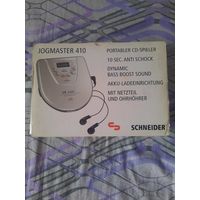 JOGMASTER 410
PORTABLER CD-SPIELER
10 SEC. ANTI SCHOCK
DYNAMIC
BASS BOOST SOUND
AKKU-LADEEINRICHTUNG
MIT NETZTEIL
UND OHRHÖRER
SCHNEIDER